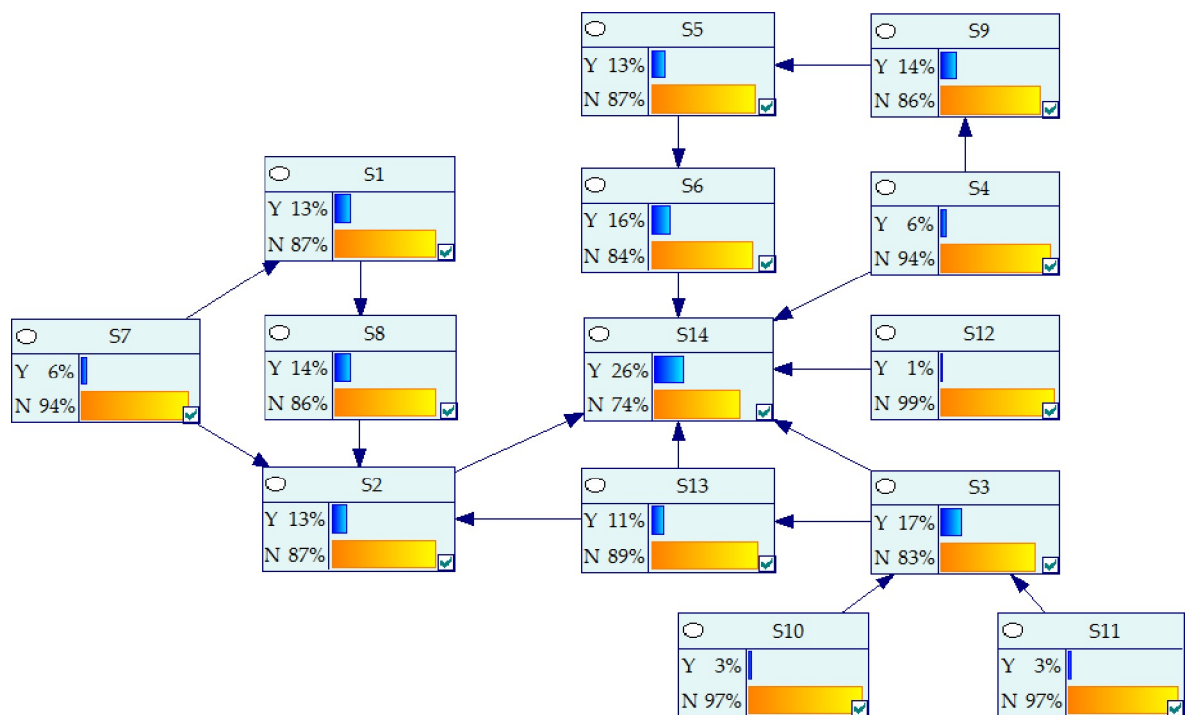 S5
Y 13%
N 87%
S9
Y 14%
N 86%
S1
Y 13%
N 87%
S6
Y 16%
N 84%
S4
Y 6%
N 94%
S7
Y 6%
N 94%
S8
Y 14%
N 86%
S14
Y 26%
N 74%
S12
Y 1%
N 99%
S2
Y 13%
N 87%
S13
Y 11%
N 89%
S3
Y 17%
N 83%
S10
Y 3%
N 97%
S11
Y 3%
N 97%